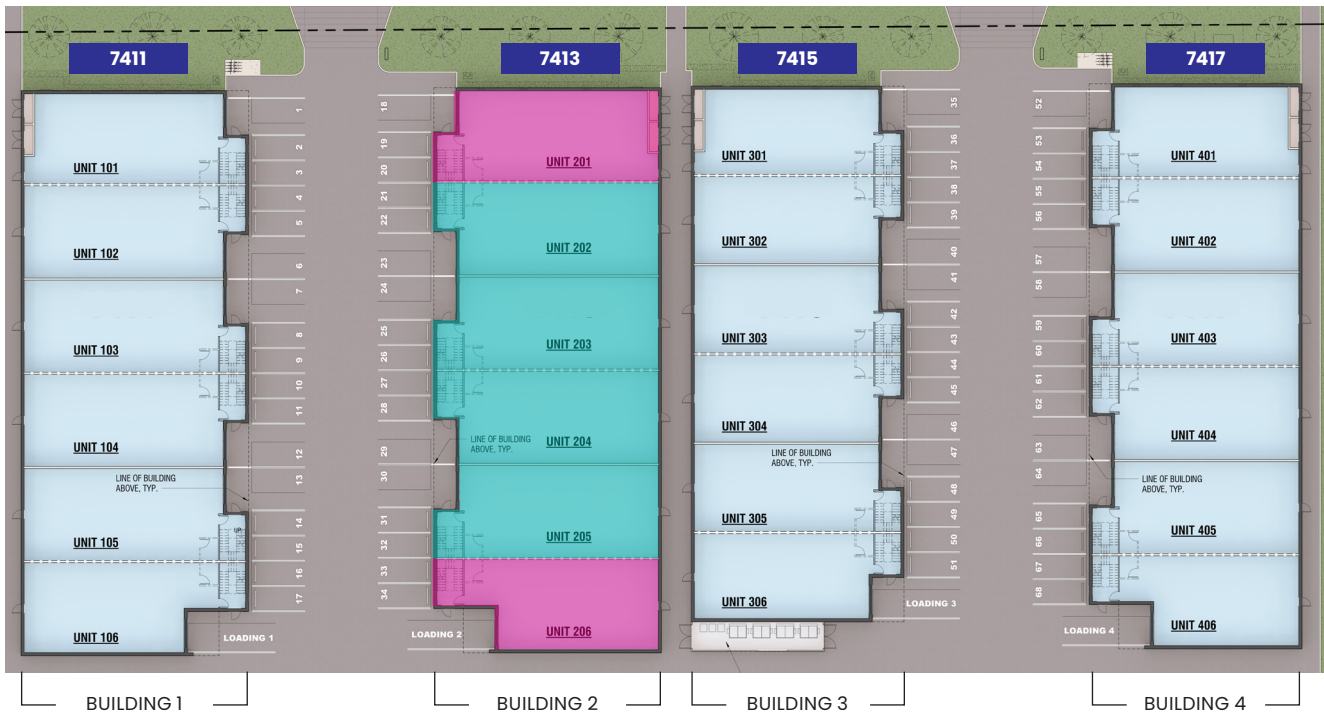 7411
7413
7415
7417
UNIT 101
UNIT 102
UNIT 103
UNIT 104
LINE OF BUILDING
ABOVE, TYP.
UNIT 105
UP
UNIT 106
1
2
3
4
5
6
7
8
9
10
11
12
13
14
15
16
17
LOADING 1
18
19
20
21
22
23
24
25
26
27
28
29
30
31
32
33
34
LOADING 2
UNIT 201
UNIT 202
UNIT 203
UNIT 204
LINE OF BUILDING
ABOVE, TYP.
UNIT 205
UNIT 206
UNIT 301
UNIT 302
UNIT 303
UNIT 304
LINE OF BUILDING
ABOVE, TYP.
UNIT 305
UNIT 306
35
36
37
38
39
40
41
42
43
44
45
46
47
48
49
50
51
LOADING 3
52
53
54
55
56
57
58
59
60
61
62
63
64
65
66
67
68
LOADING 4
UNIT 401
UNIT 402
UNIT 403
UNIT 404
LINE OF BUILDING
ABOVE, TYP.
UNIT 405
UNIT 406
BUILDING 1
BUILDING 2
BUILDING 3
BUILDING 4